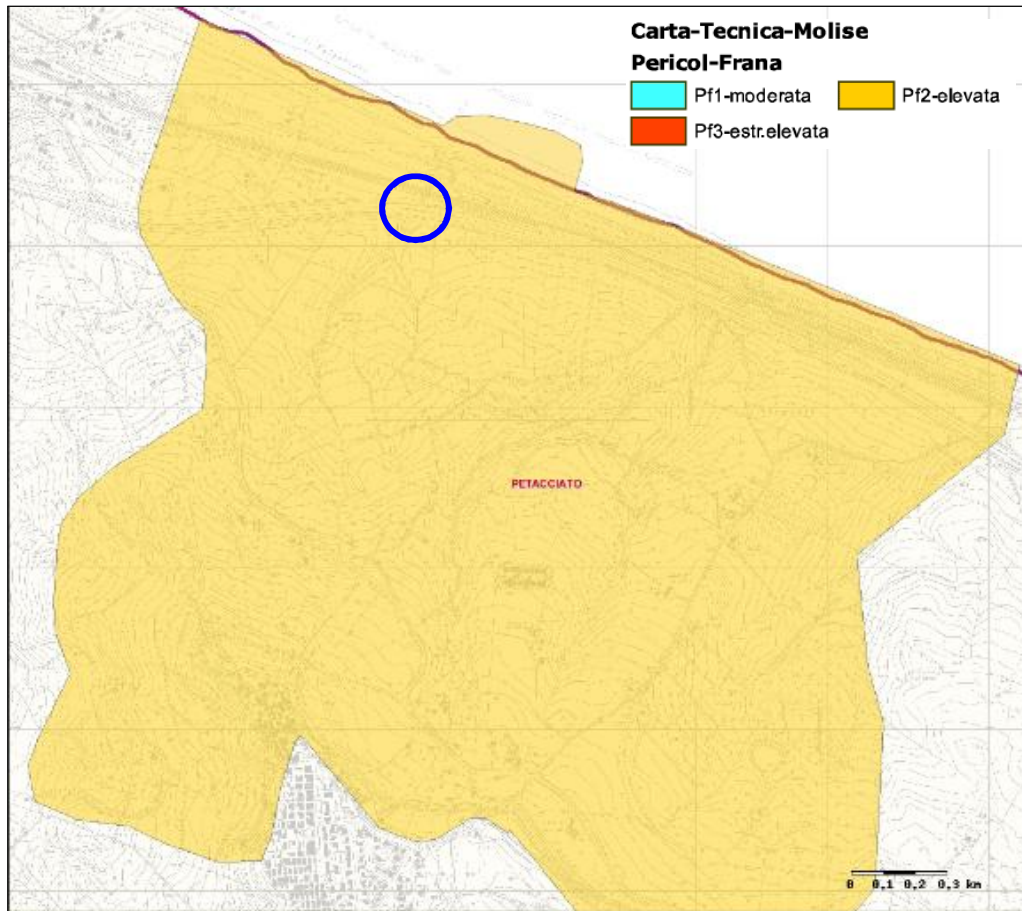 Carta-Tecnica-Molise
Pericol-Frana
Pf1-moderata Pf2-elevata
Pf3-estr.elevata
PETACCIATO
0 0,1 0,2 0,3 km